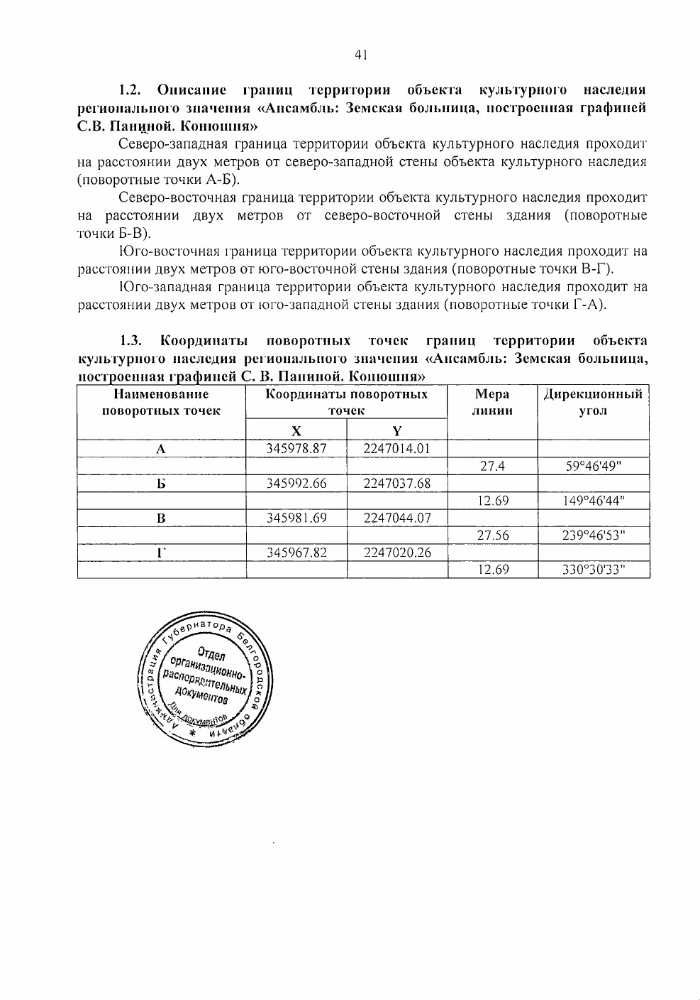 41
1.2. Описание границ территории объекта культурного наследия
регионального значения «Ансамбль: Земская больница, построенная графиней
С.В. Паниной. Конюшня»
Северо-западная граница территории объекта культурного наследия проходит
на расстоянии двух метров от северо-западной стены объекта культурного наследия
(поворотные точки А-Б).
Северо-восточная граница территории объекта культурного наследия проходит
на расстоянии двух метров от северо-восточной стены здания (поворотные
точки Б-В).
Юго-восточная граница территории объекта культурного наследия проходит на
расстоянии двух метров от юго-восточной стены здания (поворотные точки В-Г).
Юго-западная граница территории объекта культурного наследия проходит на
расстоянии двух метров от юго-западной стены здания (поворотные точки Г-А).
1.3. Координаты поворотных точек границ территории объекта
культурного наследия регионального значения «Ансамбль: Земская больница,
построенная графиней С. В. Паниной. Конюшня»
Наименование Координаты поворотных Мера Дирекционный
поворотных точек точек линии угол
X Y
А 345978.87 2247014.01
27.4 59°46'49"
Б 345992.66 2247037.68
12.69 149°46'44"
В 345981.69 2247044.07
27.56 239°46'53"
Г 345967.82 2247020.26
12.69 330°30'33"
Администрация Губернатора Белгородской области *
Отдел
организационно-
распорядительных
документов
Для документов